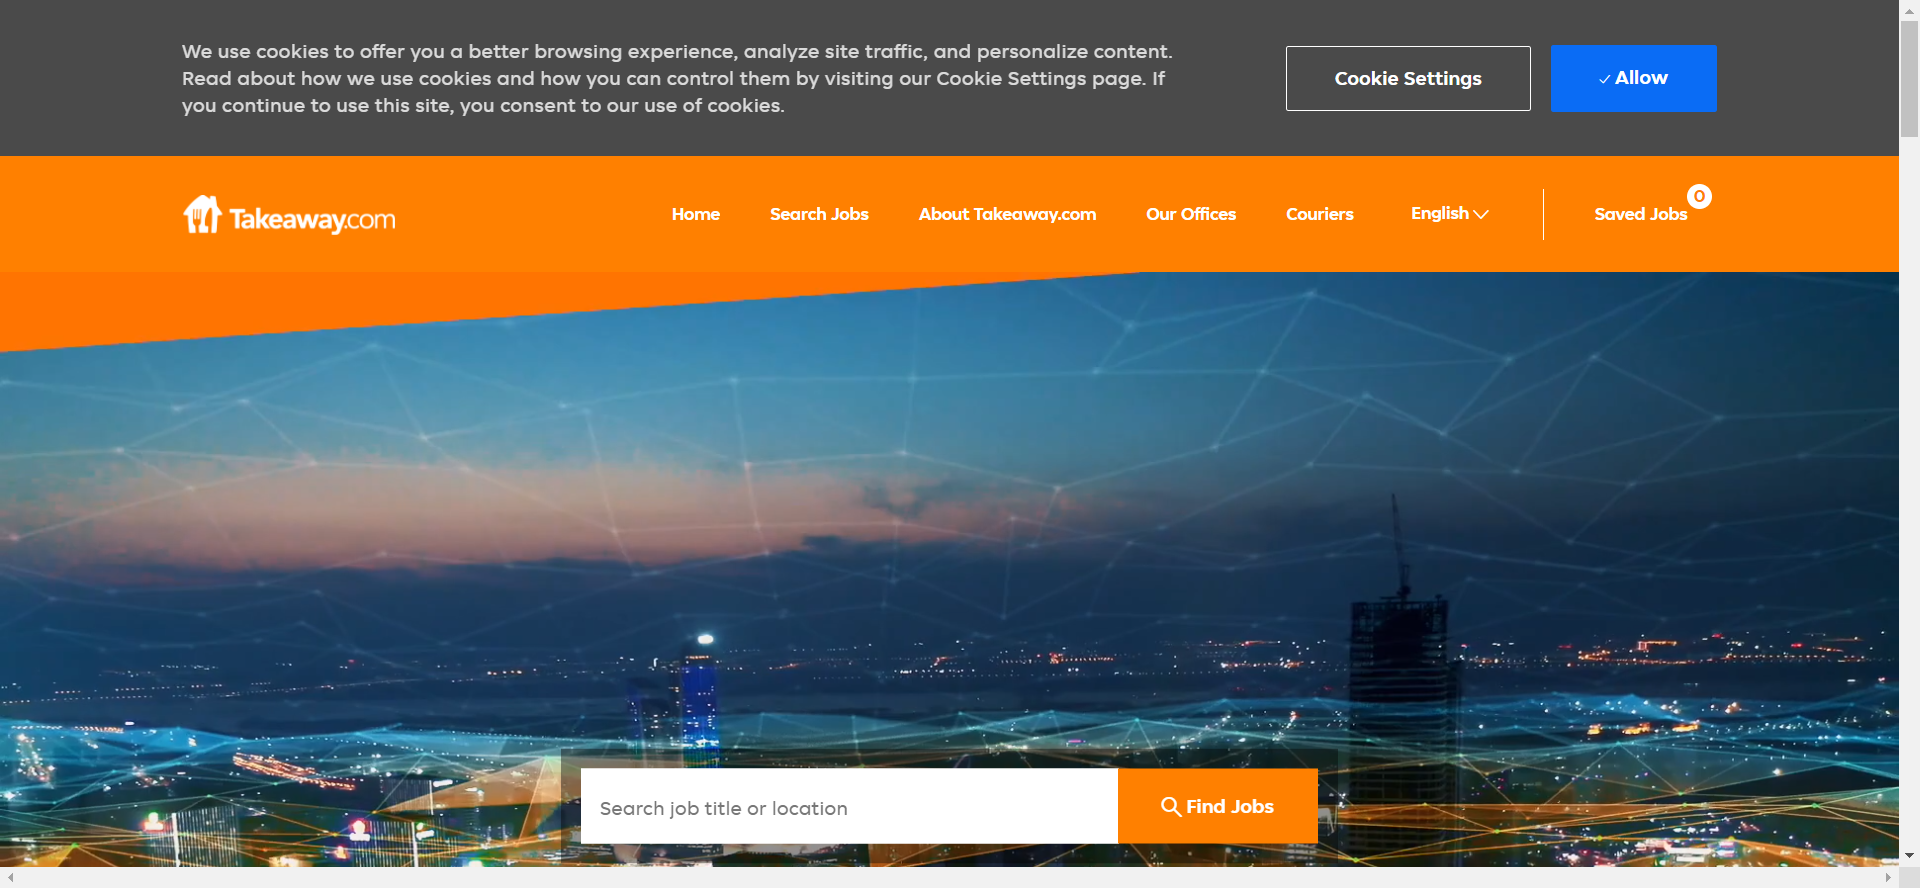 We use cookies to offer you a better browsing experience, analyze site traffic, and personalize content.
Read about how we use cookies and how you can control them by visiting our Cookie Settings page. If
you continue to use this site, you consent to our use of cookies.
Cookie Settings
Allow
Takeaway.com
Home
Search Jobs
About Takeaway.com
Our Offices
Couriers
English
Saved Jobs
0
Search job title or location
Find Jobs